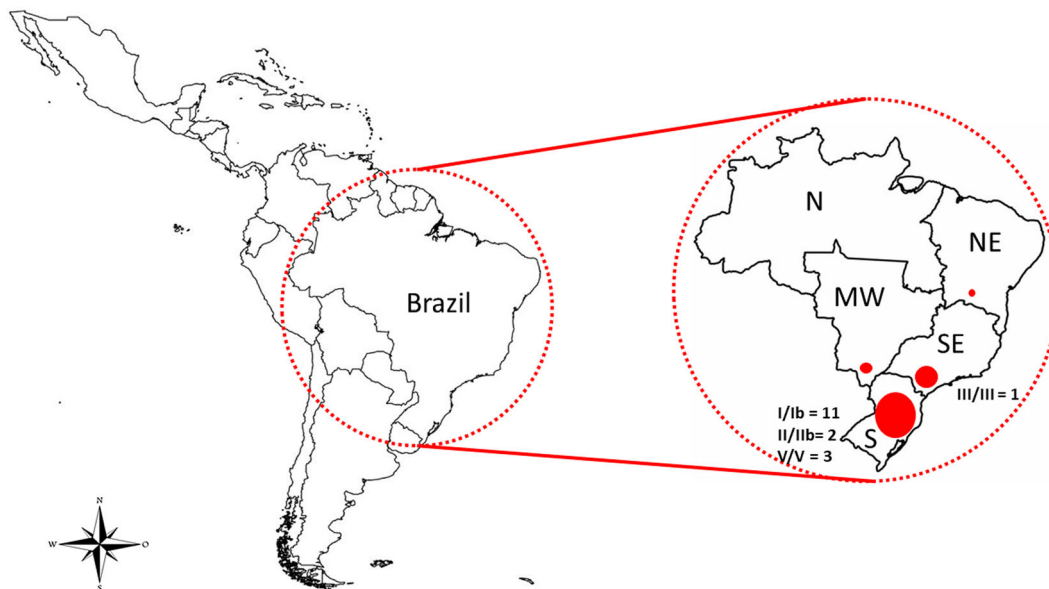 Brazil
N
NE
MW
SE
III/III = 1
I/Ib = 11
II/IIb= 2
S
V/V = 3
N
W
O
S